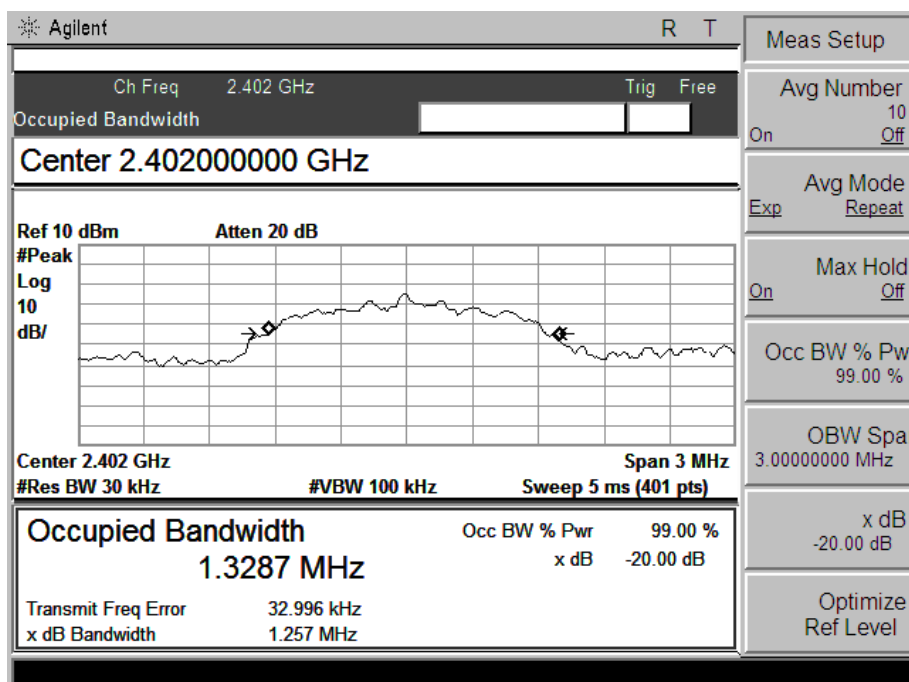 Agilent R T
Ch Freq 2.402 GHz Trig Free
Occupied Bandwidth
Center 2.402000000 GHz
Ref 10 dBm Atten 20 dB
#Peak
Log
10
dB/
Center 2.402 GHz Span 3 MHz
#Res BW 30 kHz #VBW 100 kHz Sweep 5 ms (401 pts)
Occupied Bandwidth Occ BW % Pwr 99.00 %
1.3287 MHz x dB -20.00 dB
Transmit Freq Error 32.996 kHz
x dB Bandwidth 1.257 MHz
Meas Setup
Avg Number
10
On Off
Avg Mode
Exp Repeat
Max Hold
On Off
Occ BW % Pw
99.00 %
OBW Spa
3.00000000 MHz
x dB
-20.00 dB
Optimize
Ref Level